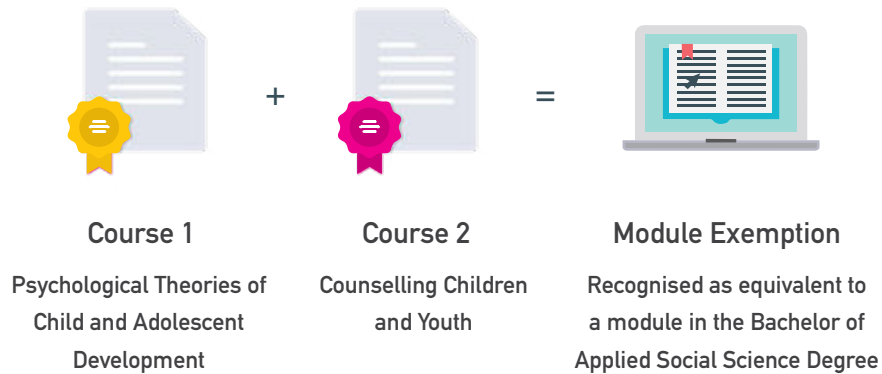 +
=
Course 1
Psychological Theories of
Child and Adolescent
Development
Course 2
Counselling Children
and Youth
Module Exemption
Recognised as equivalent to
a module in the Bachelor of
Applied Social Science Degree